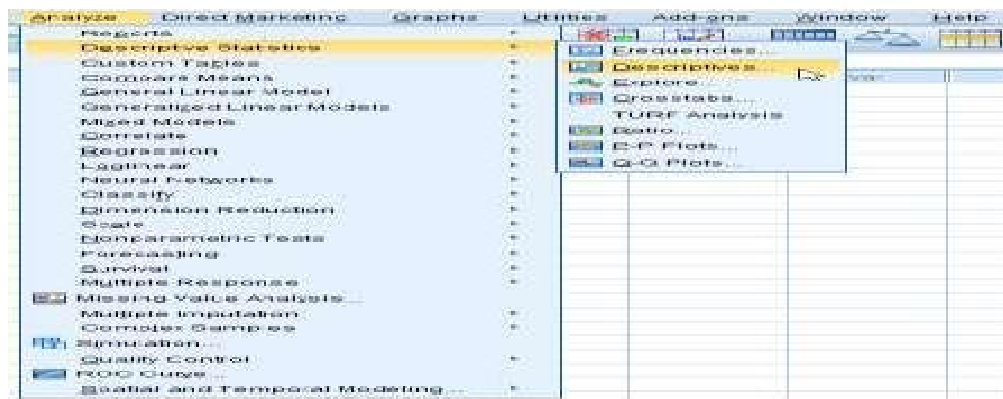 Analyze Direct Marketing Graphs Utilities Add-ons Window Help
Reports
Descriptive Statistics
Custom Tables
Compare Means
General Linear Model
Generalized Linear Models
Mixed Models
Correlate
Regression
Loglinear
Neural Networks
Classify
Dimension Reduction
Scale
Nonparametric Tests
Forecasting
Survival
Multiple Response
Missing Value Analysis...
Multiple Imputation
Complex Samples
Simulation...
Quality Control
ROC Curve...
Spatial and Temporal Modeling...
Frequencies...
Descriptives...
Explore...
Crosstabs...
TURF Analysis
Ratio...
P-P Plots...
Q-Q Plots...
var